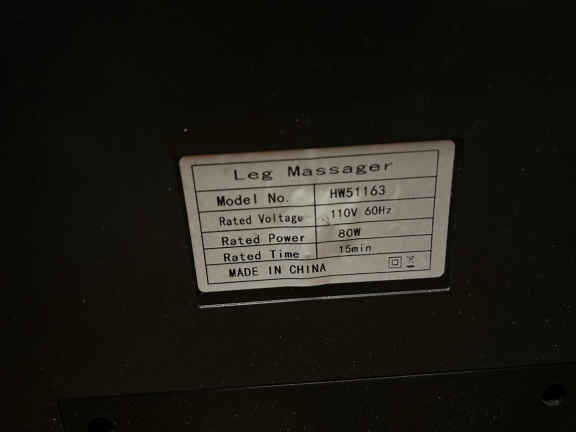 Leg Massager
Model No. HW51163
Rated Voltage 110V 60Hz
Rated Power 80W
Rated Time 15min
MADE IN CHINA